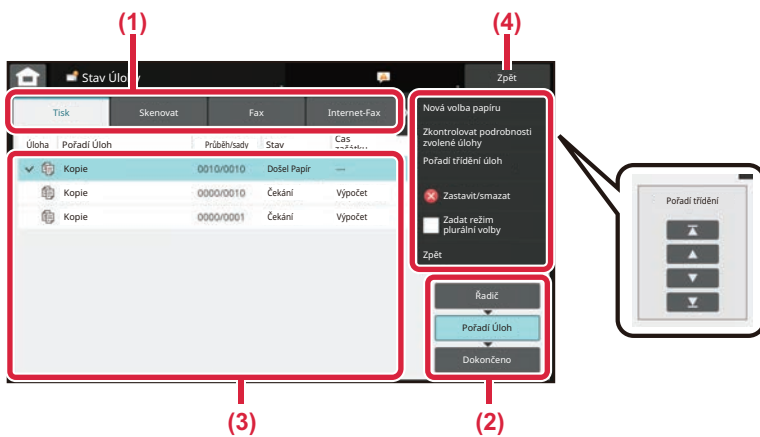 (1)
(4)
Stav Úlohy
Zpět
Tisk
Skenovat
Fax
Internet-Fax
Úloha
Pořadí Úloh
Průběh/sady
Stav
Čas
začátku
Kopie
0010/0010
Došel Papír
---
Kopie
0000/0010
Čekání
Výpočet
Kopie
0000/0001
Čekání
Výpočet
Nová volba papíru
Zkontrolovat podrobnosti
zvolené úlohy
Pořadí třídění úloh
Zastavit/smazat
Zadat režim
plurální volby
Zpět
Řadič
Pořadí Úloh
Dokončeno
Pořadí třídění
(3)
(2)